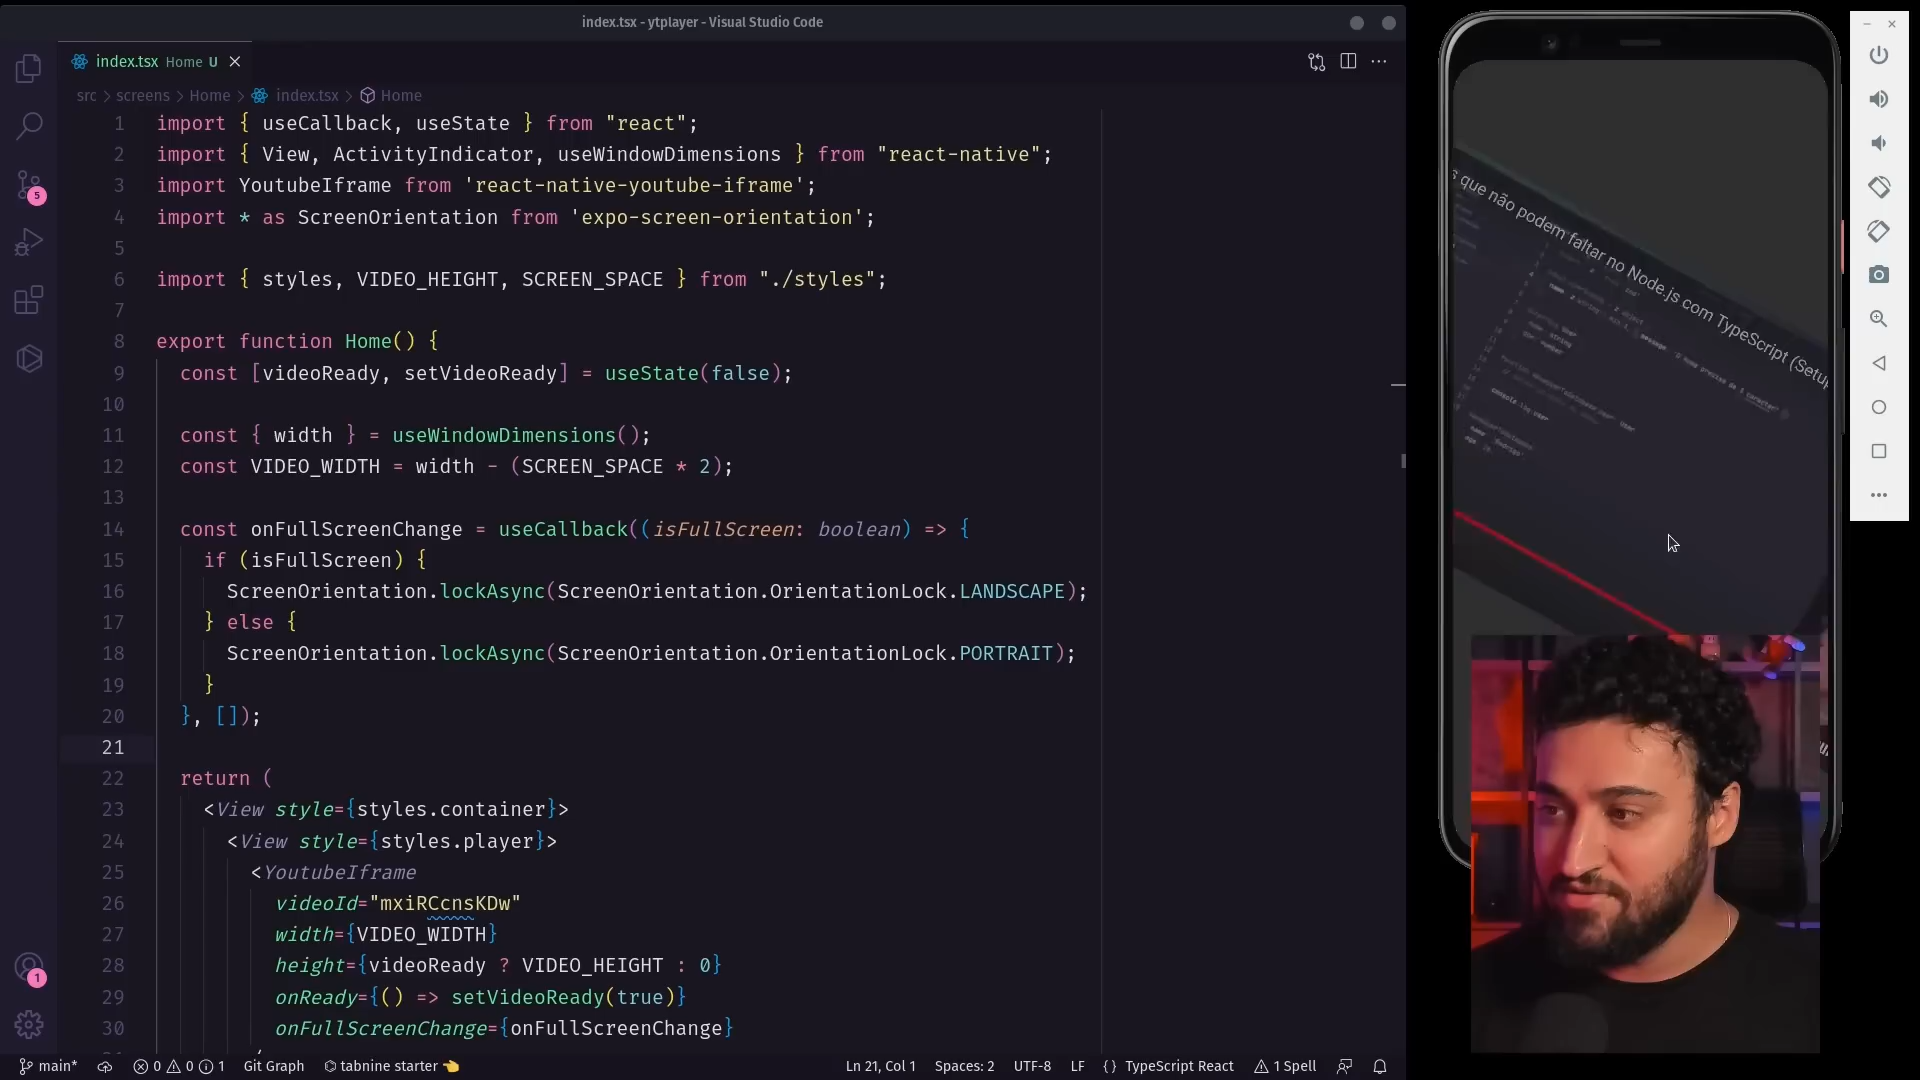 index.tsx - ytplayer - Visual Studio Code
index.tsx Home U
src > screens > Home > index.tsx > Home
1 import { useCallback, useState } from "react";
2 import { View, ActivityIndicator, useWindowDimensions } from "react-native";
3 import YoutubeIframe from 'react-native-youtube-iframe';
4 import * as ScreenOrientation from 'expo-screen-orientation';
5
6 import { styles, VIDEO_HEIGHT, SCREEN_SPACE } from "./styles";
7
8 export function Home() {
9 const [videoReady, setVideoReady] = useState(false);
10
11 const { width } = useWindowDimensions();
12 const VIDEO_WIDTH = width - (SCREEN_SPACE * 2);
13
14 const onFullScreenChange = useCallback((isFullScreen: boolean) => {
15 if (isFullScreen) {
16 ScreenOrientation.lockAsync(ScreenOrientation.OrientationLock.LANDSCAPE);
17 } else {
18 ScreenOrientation.lockAsync(ScreenOrientation.OrientationLock.PORTRAIT);
19 }
20 }, []);
21
22 return (
23 <View style={styles.container}>
24 <View style={styles.player}>
25 <YoutubeIframe
26 videoId="mxiRCcnsKDw"
27 width={VIDEO_WIDTH}
28 height={videoReady ? VIDEO_HEIGHT : 0}
29 onReady={() => setVideoReady(true)}
30 onFullScreenChange={onFullScreenChange}
5
1
main* 0 0 1 Git Graph tabnine starter 👈 Ln 21, Col 1 Spaces: 2 UTF-8 LF {} TypeScript React 1 Spell
que não podem faltar no Node.js com TypeScript (Setup